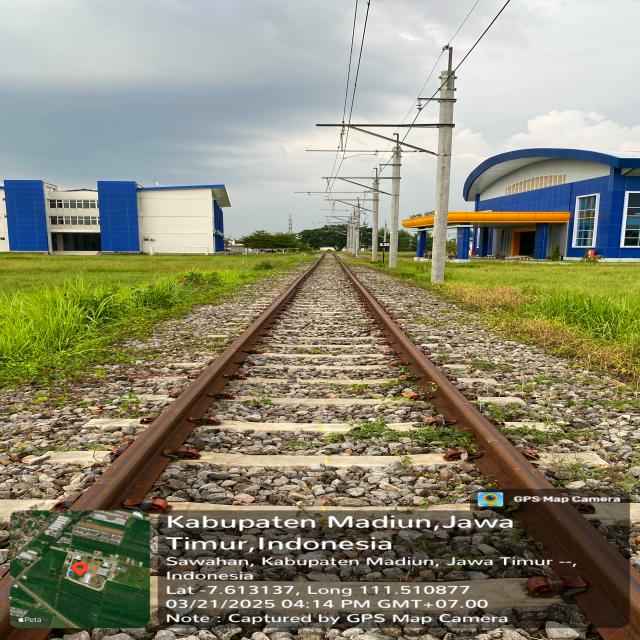 GPS Map Camera
Kabupaten Madiun,Jawa
Timur,Indonesia
Sawahan, Kabupaten Madiun, Jawa Timur --,
Indonesia
Lat -7.613137, Long 111.510877
03/21/2025 04:14 PM GMT+07.00
Note : Captured by GPS Map Camera
Peta